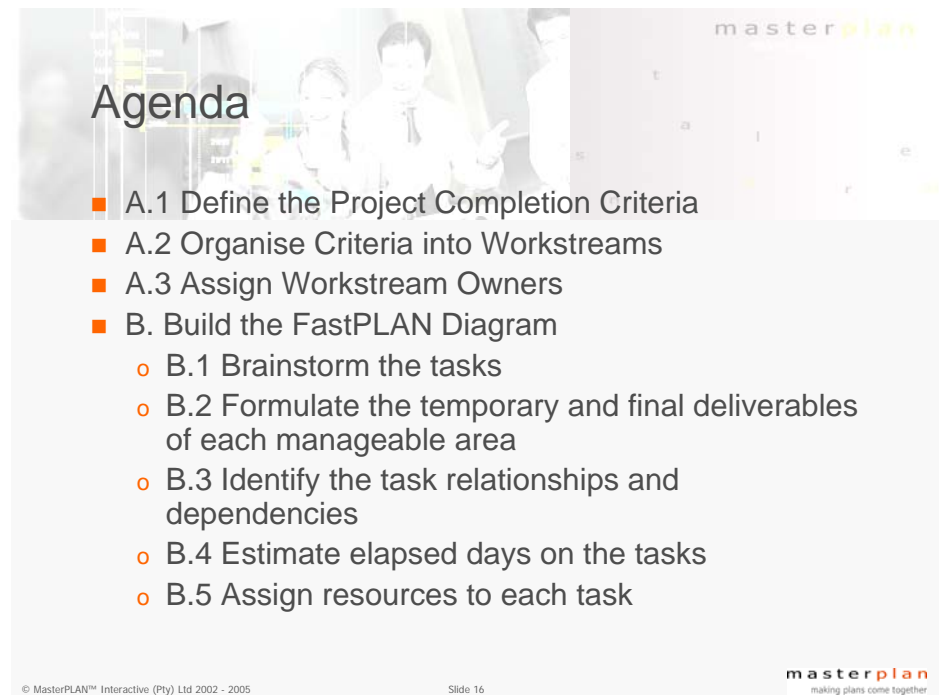 masterplan
Agenda
A.1 Define the Project Completion Criteria
A.2 Organise Criteria into Workstreams
A.3 Assign Workstream Owners
B. Build the FastPLAN Diagram
o B.1 Brainstorm the tasks
o B.2 Formulate the temporary and final deliverables
of each manageable area
o B.3 Identify the task relationships and
dependencies
o B.4 Estimate elapsed days on the tasks
o B.5 Assign resources to each task
© MasterPLAN™ Interactive (Pty) Ltd 2002 - 2005
Slide 16
masterplan
making plans come together